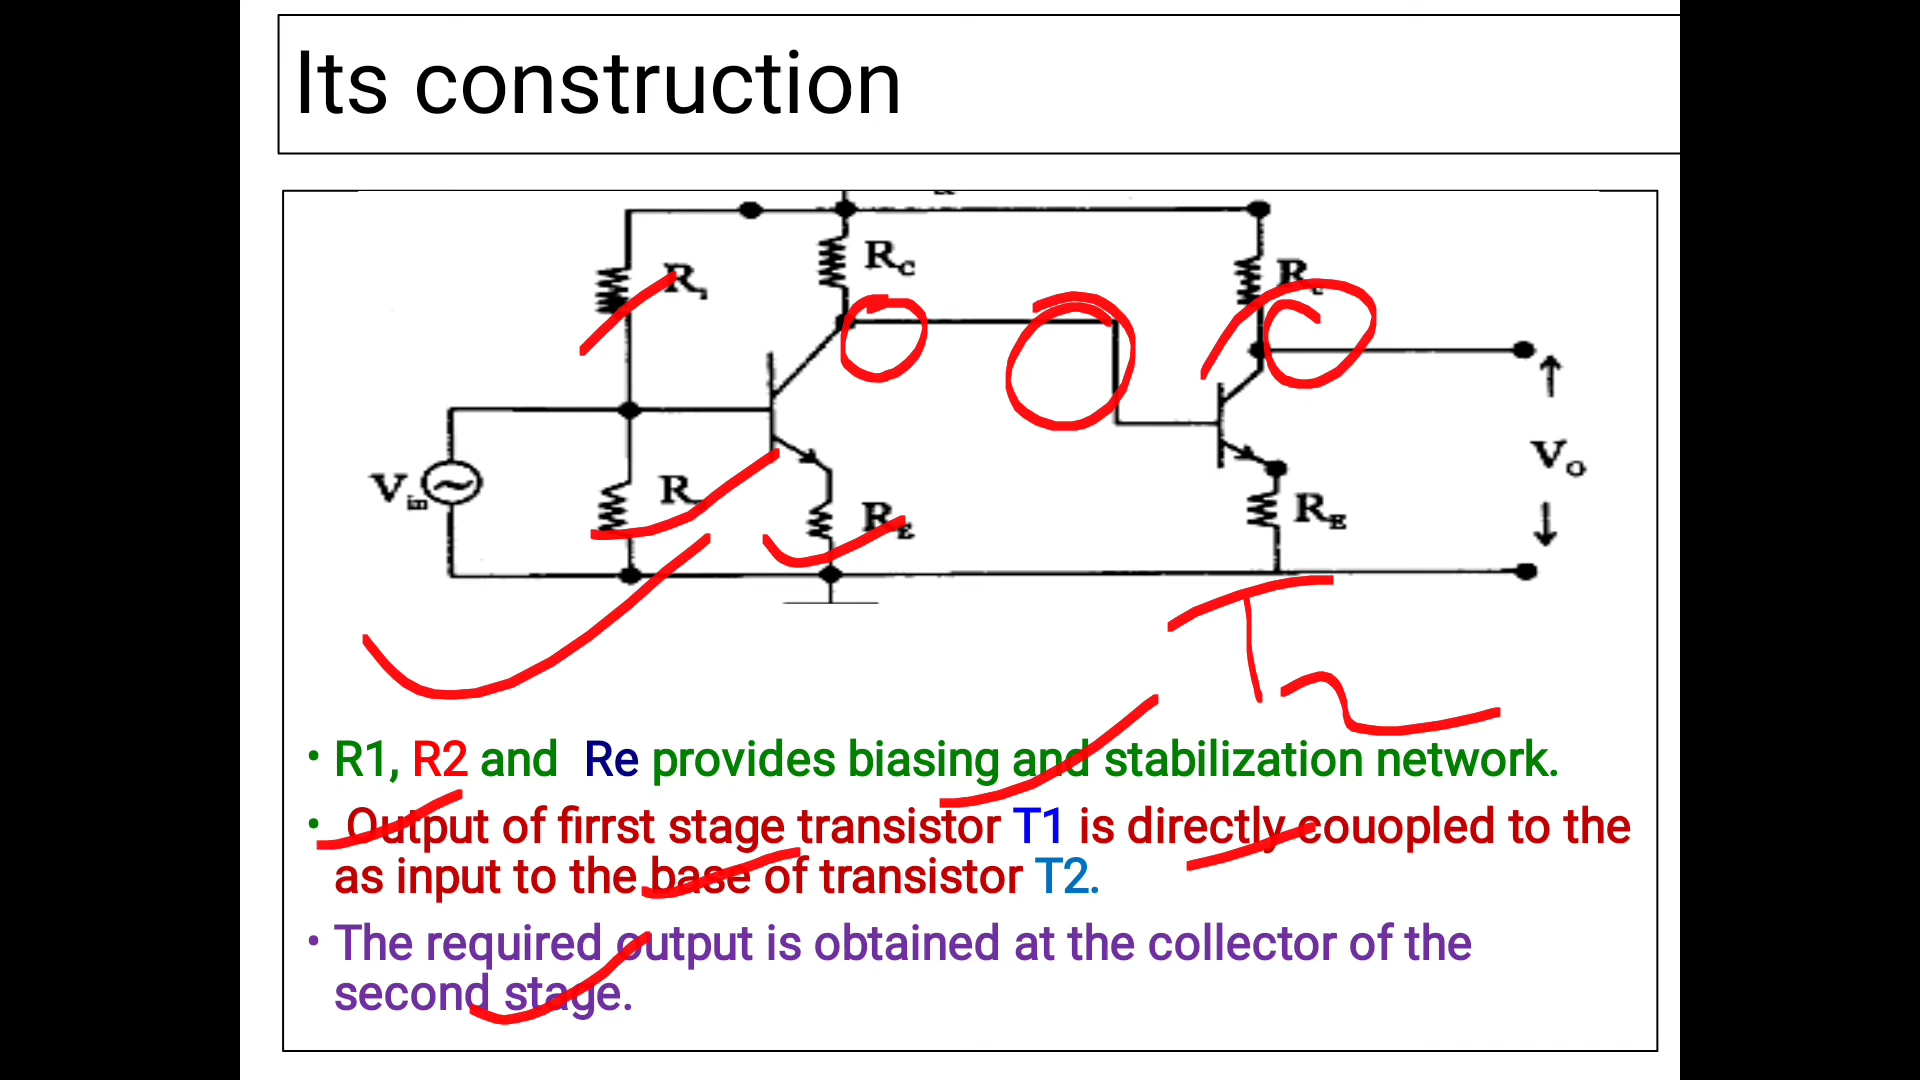 Its construction
R1
Rc
Rc
R
Vin
RE
RE
Vo
T2
• R1, R2 and Re provides biasing and stabilization network.
• Output of firrst stage transistor T1 is directly couopled to the
as input to the base of transistor T2.
• The required output is obtained at the collector of the
second stage.